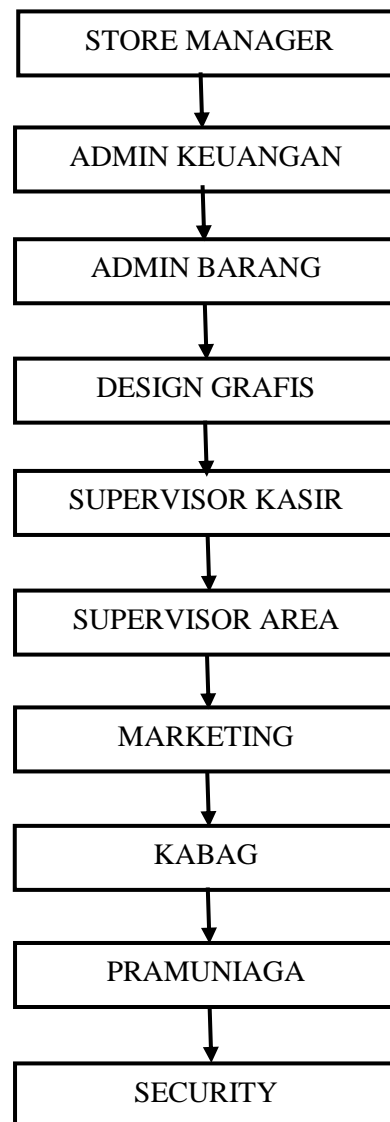 STORE MANAGER
ADMIN KEUANGAN
ADMIN BARANG
DESIGN GRAFIS
SUPERVISOR KASIR
SUPERVISOR AREA
MARKETING
KABAG
PRAMUNIAGA
SECURITY